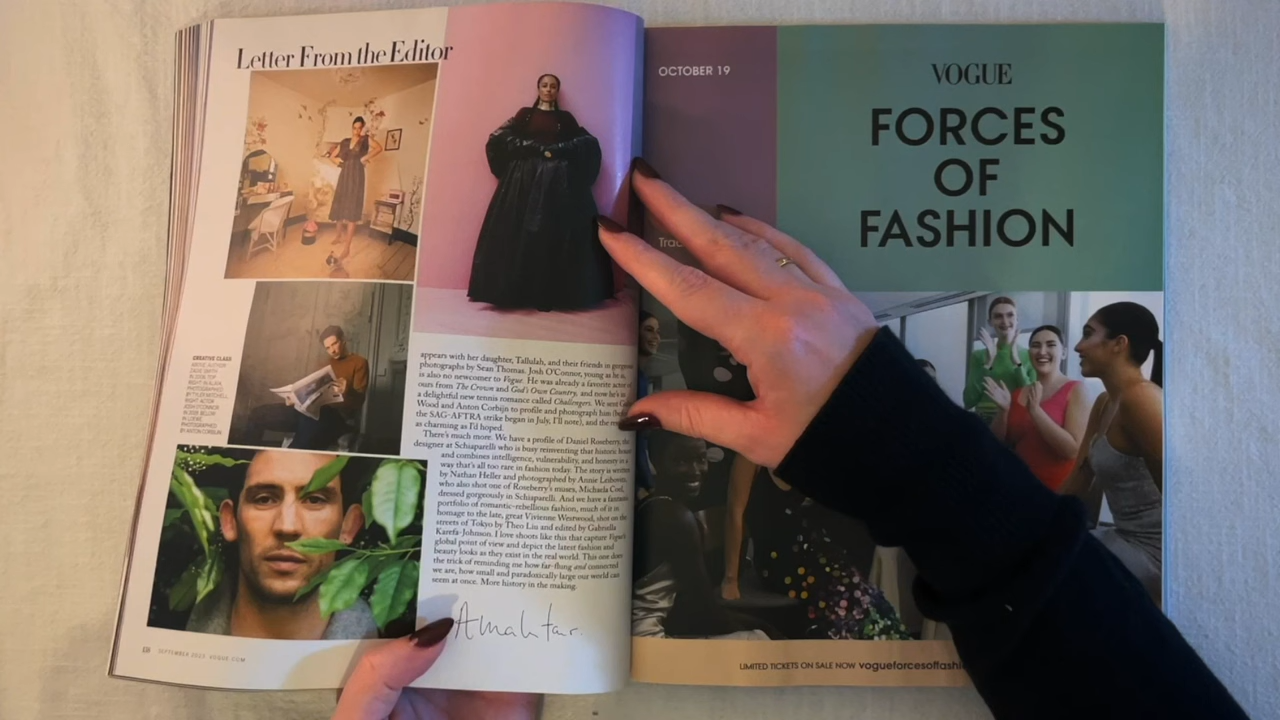 Letter From the Editor
CREATIVE CLASS
appears with her daughter, Tallulah, and their friends in gorgeous
photographs by Sean Thomas. Josh O'Connor, young as he is,
is also no newcomer to Vogue. He was already a favorite actor of
ours from The Crown and God's Own Country, and now he's in
a delightful new tennis romance called Challengers. We sent
Wood and Anton Corbijn to profile and photograph him
the SAG-AFTRA strike began in July, I'll note), and the
as charming as I'd hoped.
There's much more. We have a profile of Daniel Roseberry, the
designer at Schiaparelli who is busy reinventing that historic house
and combines intelligence, vulnerability, and honesty in a
way that's all too rare in fashion today. The story is written
by Nathan Heller and photographed by Annie Leibovitz,
who also shot one of Roseberry's muses, Michaela Coel,
dressed gorgeously in Schiaparelli. And we have a
portfolio of romantic-rebellious fashion, much of it in
homage to the late, great Vivienne Westwood, shot on the
streets of Tokyo by Theo Liu and edited by Gabriella
Karefa-Johnson. I love shoots like this that capture Vogue's
global point of view and depict the latest fashion and
beauty looks as they exist in the real world. This one does
the trick of reminding me how far-flung and connected
we are, how small and paradoxically large our world can
seem at once. More history in the making.
SEPTEMBER 2023 VOGUE.COM
OCTOBER 19
VOGUE
FORCES
OF
FASHION
LIMITED TICKETS ON SALE NOW vogueforcesoffashi